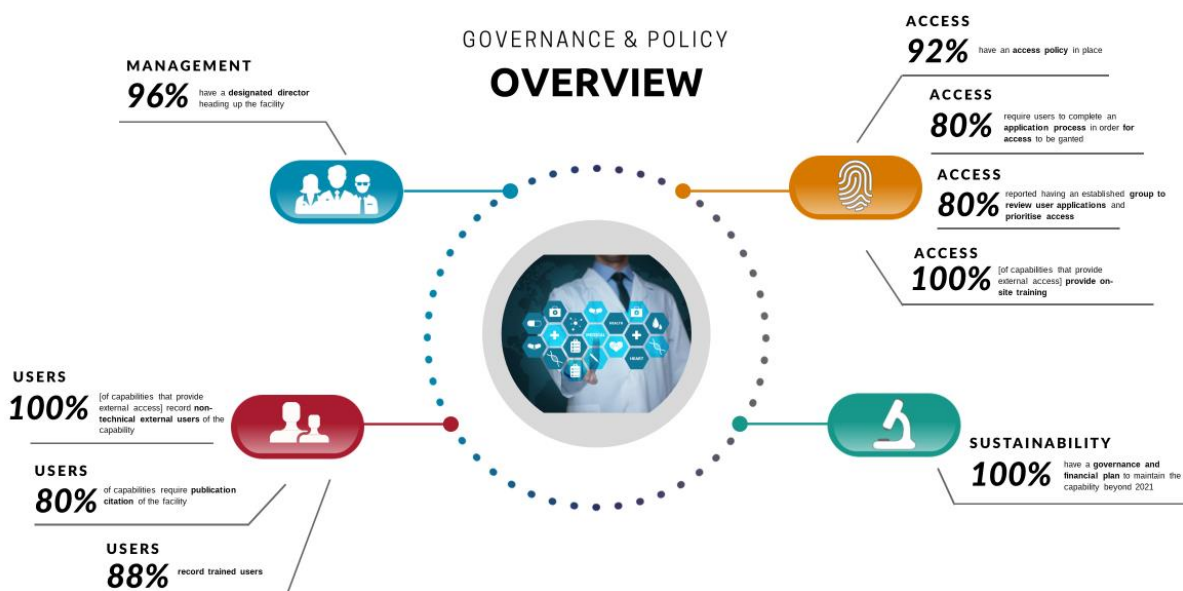 GOVERNANCE & POLICY
OVERVIEW
MANAGEMENT
96%
have a designated director
heading up the facility
ACCESS
92%
have an access policy in place
ACCESS
80%
require users to complete an
application process in order for
access to be ganted
ACCESS
80%
reported having an established group to
review user applications and
prioritise access
ACCESS
100%
[of capabilities that provide
external access] provide on-
site training
HEALTH
MEDICAL
HEART
USERS
100%
[of capabilities that provide
external access] record non-
technical external users of the
capability
USERS
80%
of capabilities require publication
citation of the facility
USERS
88%
record trained users
SUSTAINABILITY
100%
have a governance and
financial plan to maintain the
capability beyond 2021